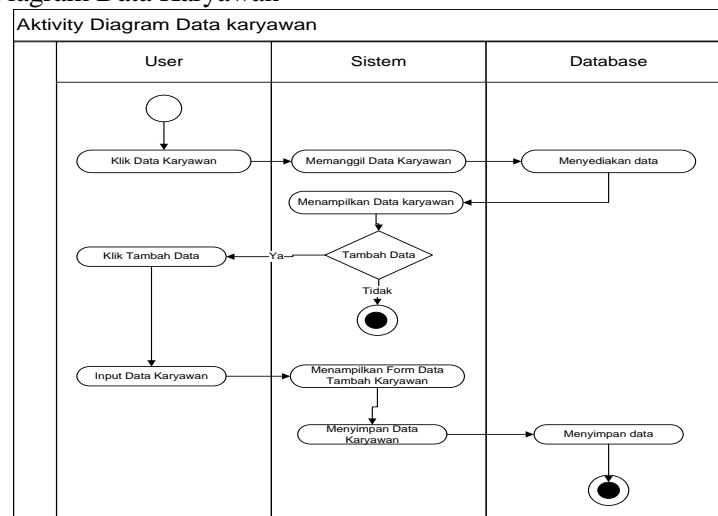 Diagram Data Karyawan
Aktivity Diagram Data karyawan
User
Sistem
Database
Klik Data Karyawan
Memanggil Data Karyawan
Menyediakan data
Menampilkan Data karyawan
Klik Tambah Data
Ya
Tambah Data
Tidak
Input Data Karyawan
Menampilkan Form Data
Tambah Karyawan
Menyimpan Data
Karyawan
Menyimpan data